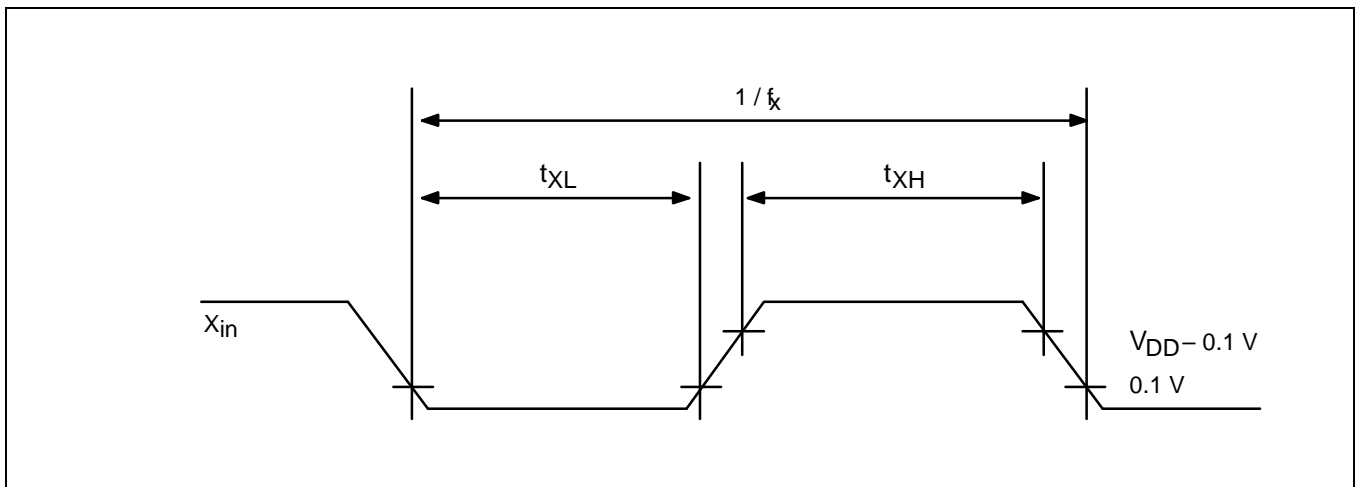 1 / fx
tXL
tXH
Xin
VDD – 0.1 V
0.1 V